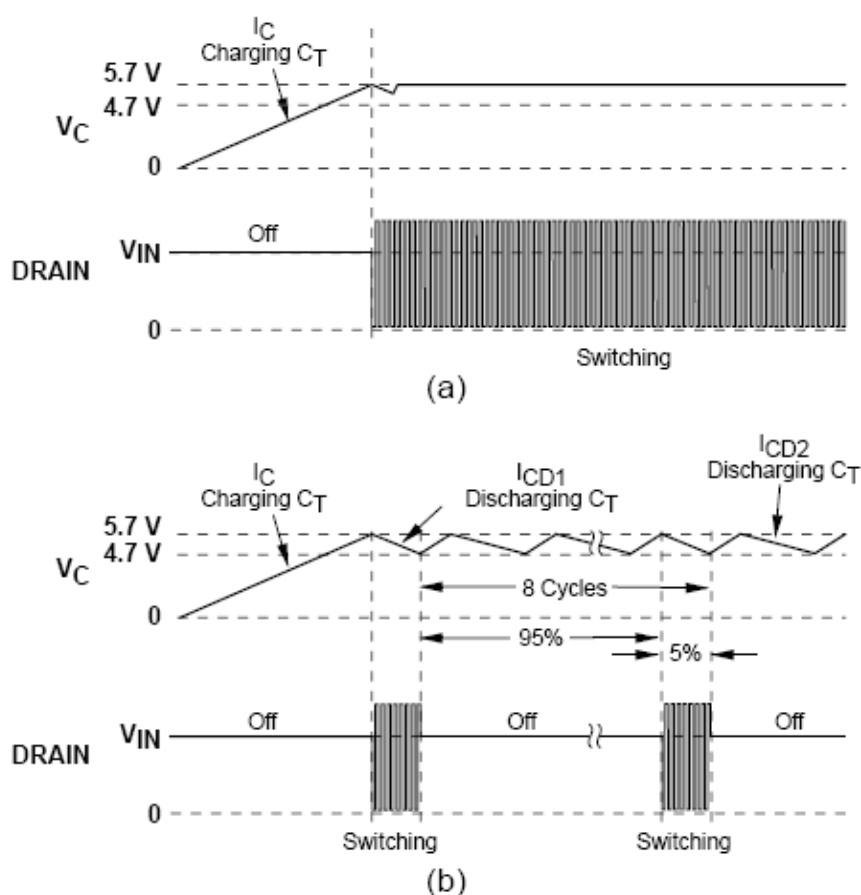 I_C
Charging C_T
5.7 V
4.7 V
V_C
0
Off
V_IN
DRAIN
0
Switching
(a)
I_C
Charging C_T
I_CD1
Discharging C_T
I_CD2
Discharging C_T
5.7 V
4.7 V
V_C
8 Cycles
0
95%
5%
Off
Off
Off
V_IN
DRAIN
0
Switching
Switching
(b)